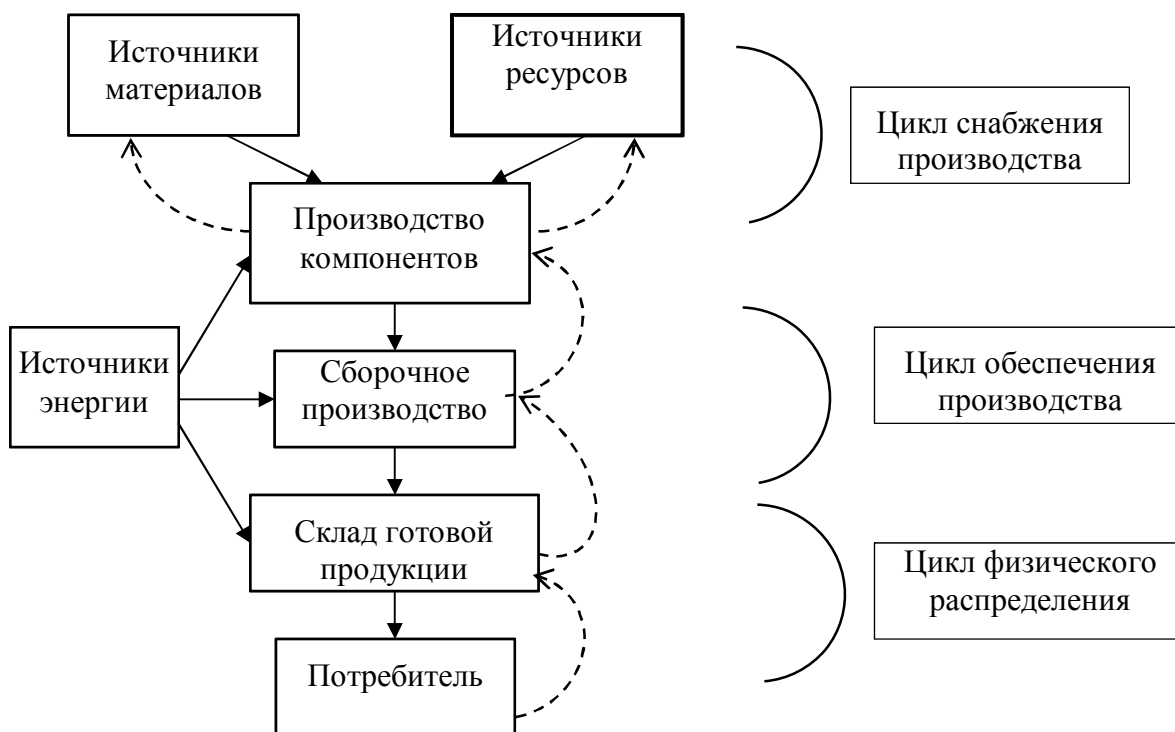 Источники
материалов
Источники
ресурсов
Цикл снабжения
производства
Производство
компонентов
Источники
энергии
Сборочное
производство
Цикл обеспечения
производства
Склад готовой
продукции
Цикл физического
распределения
Потребитель